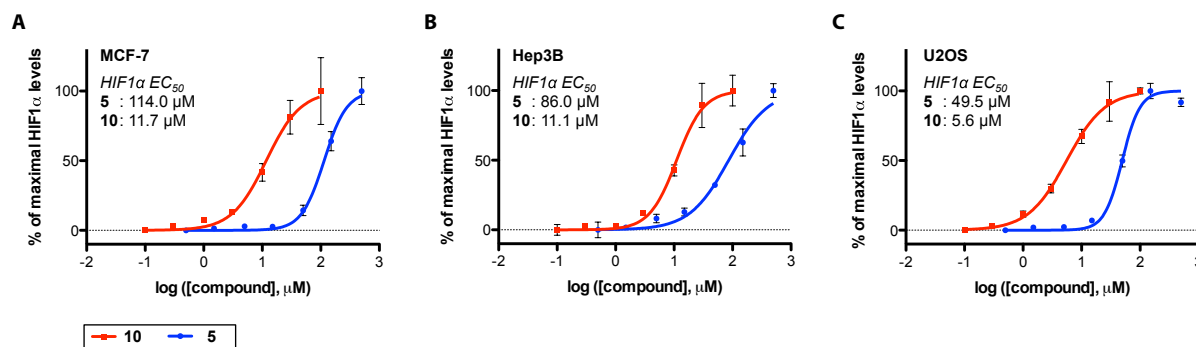 A
MCF-7
HIF1α EC50
5 : 114.0 μM
10 : 11.7 μM
% of maximal HIF1α levels
100
50
0
-2
-1
0
1
2
3
log ([compound], μM)
B
Hep3B
HIF1α EC50
5 : 86.0 μM
10 : 11.1 μM
% of maximal HIF1α levels
100
50
0
-2
-1
0
1
2
3
log ([compound], μM)
C
U2OS
HIF1α EC50
5 : 49.5 μM
10 : 5.6 μM
% of maximal HIF1α levels
100
50
0
-2
-1
0
1
2
3
log ([compound], μM)
10 5